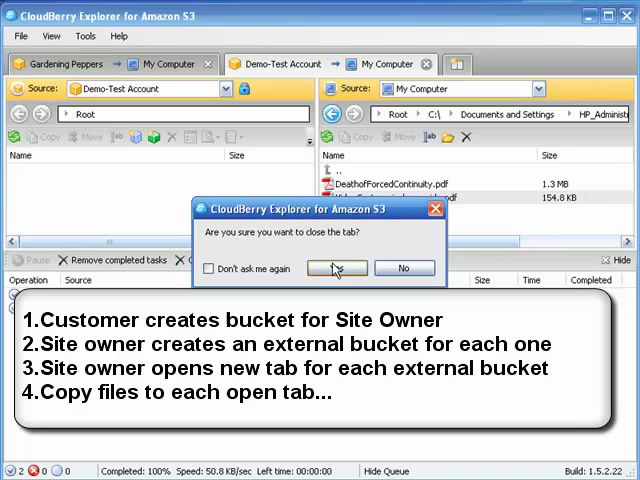 CloudBerry Explorer for Amazon S3
File View Tools Help
Gardening Peppers My Computer Demo-Test Account My Computer
Source: Demo-Test Account Source: My Computer
Root Root C:\ Documents and Settings
Copy Move Copy Move
Name Size Name Size
..
DeathofForcedContinuity.pdf 1.3 MB
154.8 KB
CloudBerry Explorer for Amazon S3
Are you sure you want to close the tab?
Don't ask me again No
Pause Remove completed tasks Hide
Operation Source Size Time Completed
1.Customer creates bucket for Site Owner
2.Site owner creates an external bucket for each one
3.Site owner opens new tab for each external bucket
4.Copy files to each open tab...
2 0 0 Completed: 100% Speed: 50.8 KB/sec Left time: 00:00:00 Hide Queue Build: 1.5.2.22